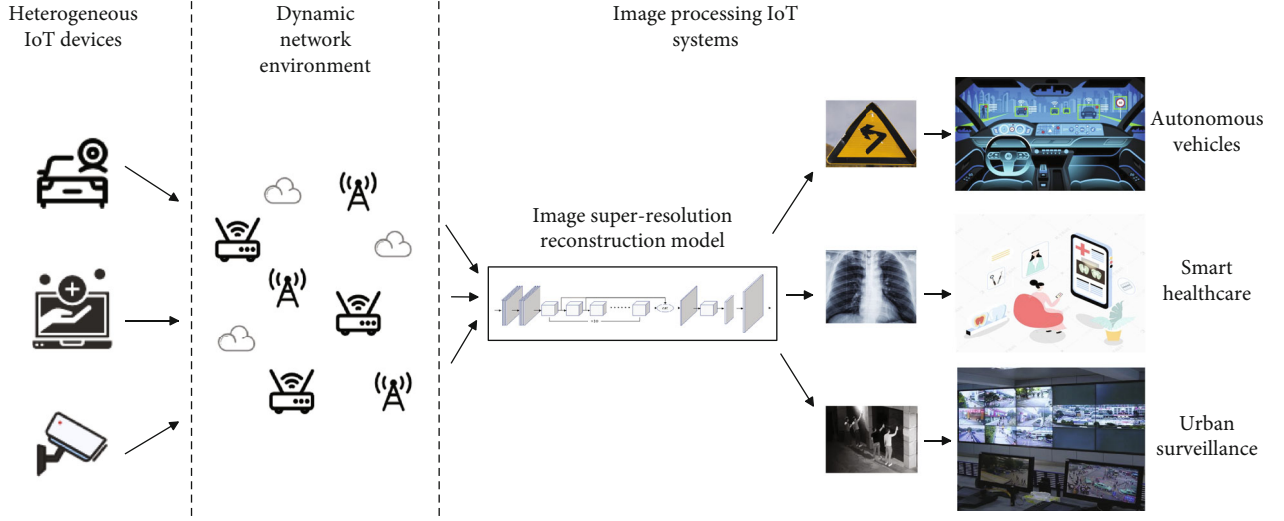 Heterogeneous
IoT devices
Dynamic
network
environment
Image processing IoT
systems
Image super-resolution
reconstruction model
Autonomous
vehicles
Smart
healthcare
Urban
surveillance